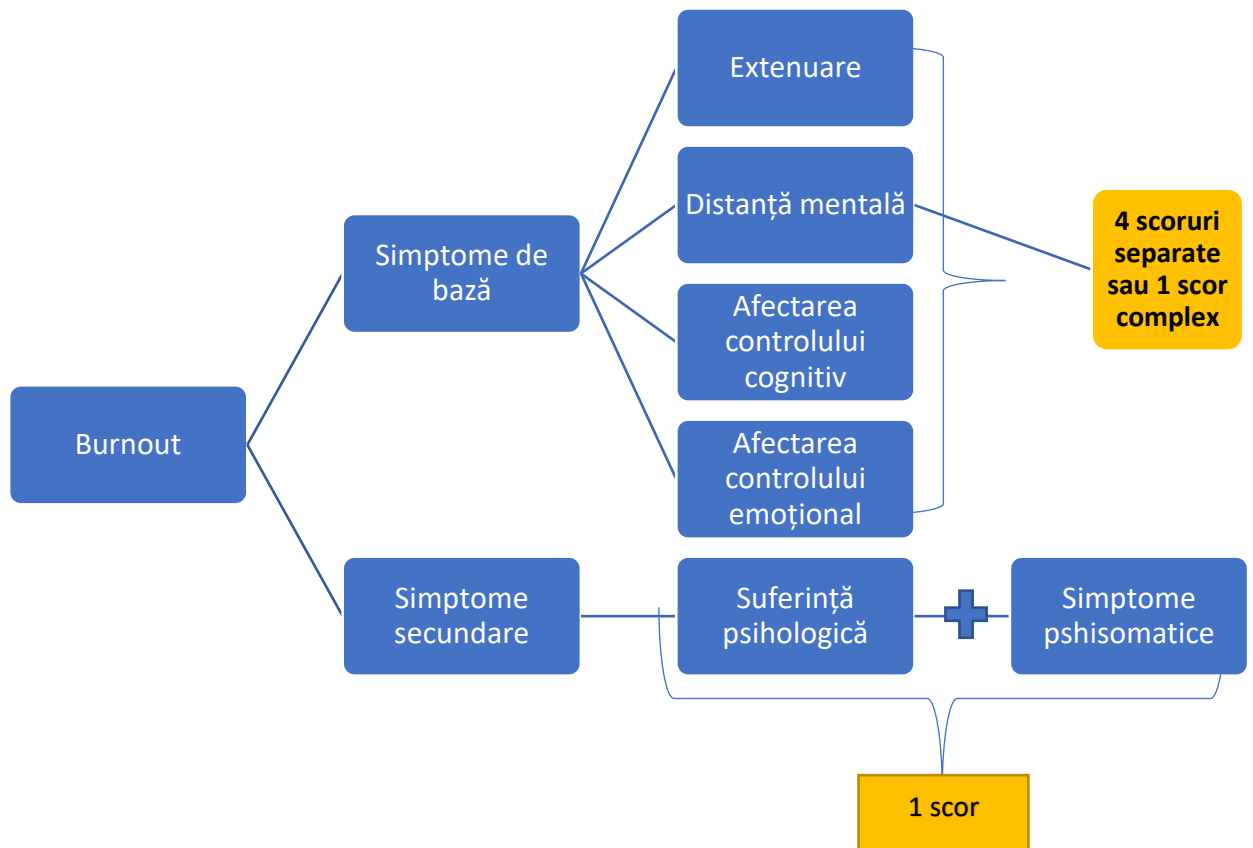 Extenuare
Distanță mentală
4 scoruri
separate
sau 1 scor
complex
Simptome de
bază
Afectarea
controlului
cognitiv
Burnout
Afectarea
controlului
emoțional
Simptome
secundare
Suferință
psihologică
Simptome
pshisomatice
1 scor